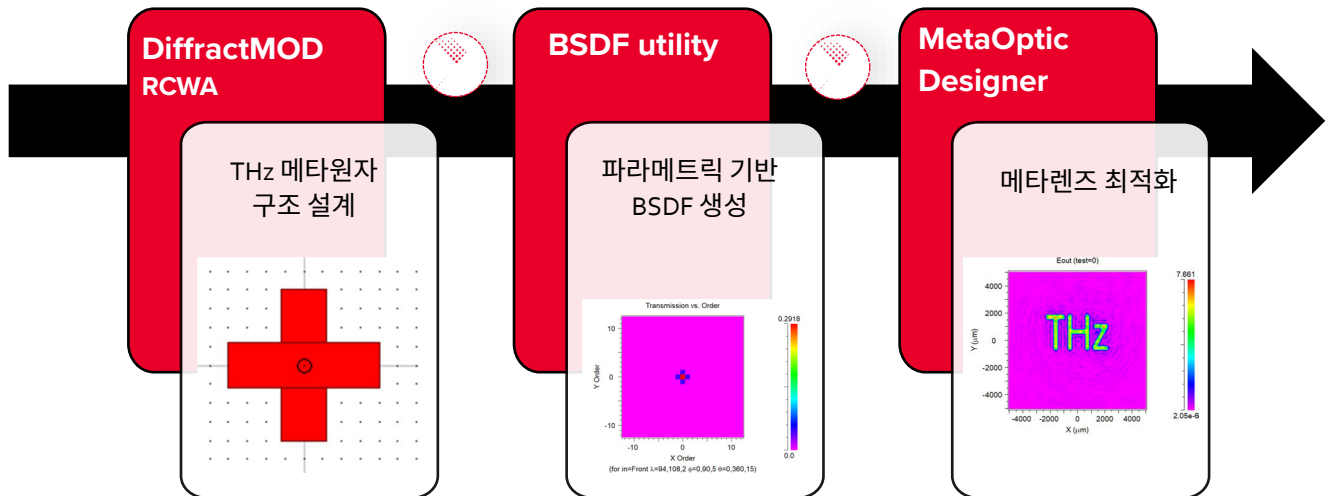 DiffractMOD
RCWA
THz 메타원자
구조 설계
BSDF utility
파라메트릭 기반
BSDF 생성
Transmission vs. Order
0.2918
10
0
-10
Y Order
-10
0
10
0.0
X Order
(for in=Front λ=94,108,2 ϕ=0,90,5 θ=0,360,15)
MetaOptic
Designer
메타렌즈 최적화
Eout (test=0)
7.661
4000
2000
0
-2000
-4000
Y (μm)
THz
-4000
-2000
0
2000
4000
2.05e-6
X (μm)